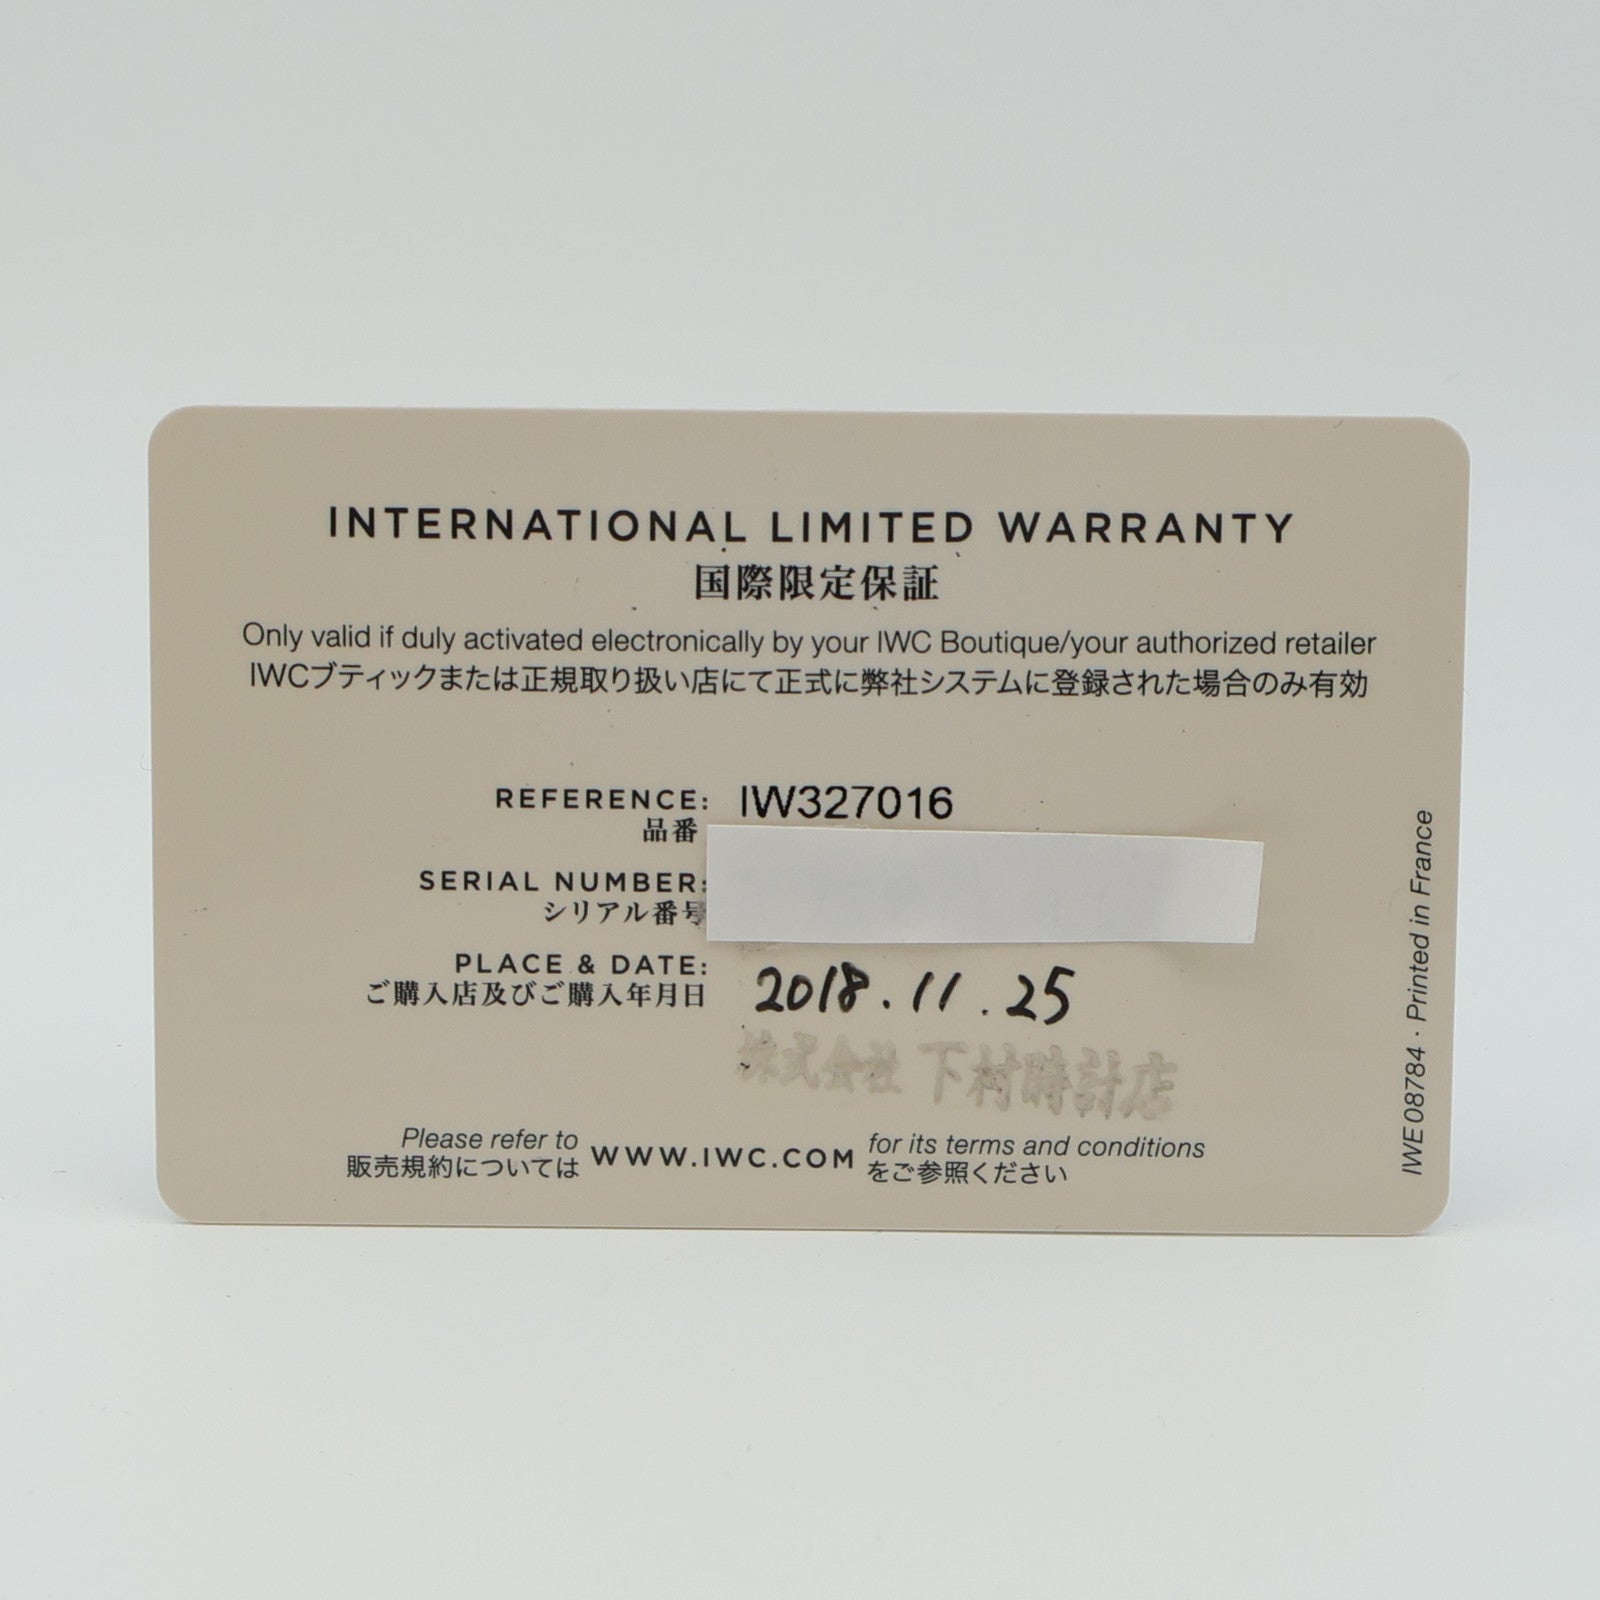 INTERNATIONAL LIMITED WARRANTY
国際限定保証
Only valid if duly activated electronically by your IWC Boutique/your authorized retailer
IWCブティックまたは正規取り扱い店にて正式に弊社システムに登録された場合のみ有効
REFERENCE: IW327016
品番
SERIAL NUMBER:
シリアル番号
PLACE & DATE: 2018.11.25
ご購入店及びご購入年月日
株式会社 下村時計店
Please refer to WWW.IWC.COM for its terms and conditions
販売規約については をご参照ください
IWE08784 · Printed in France